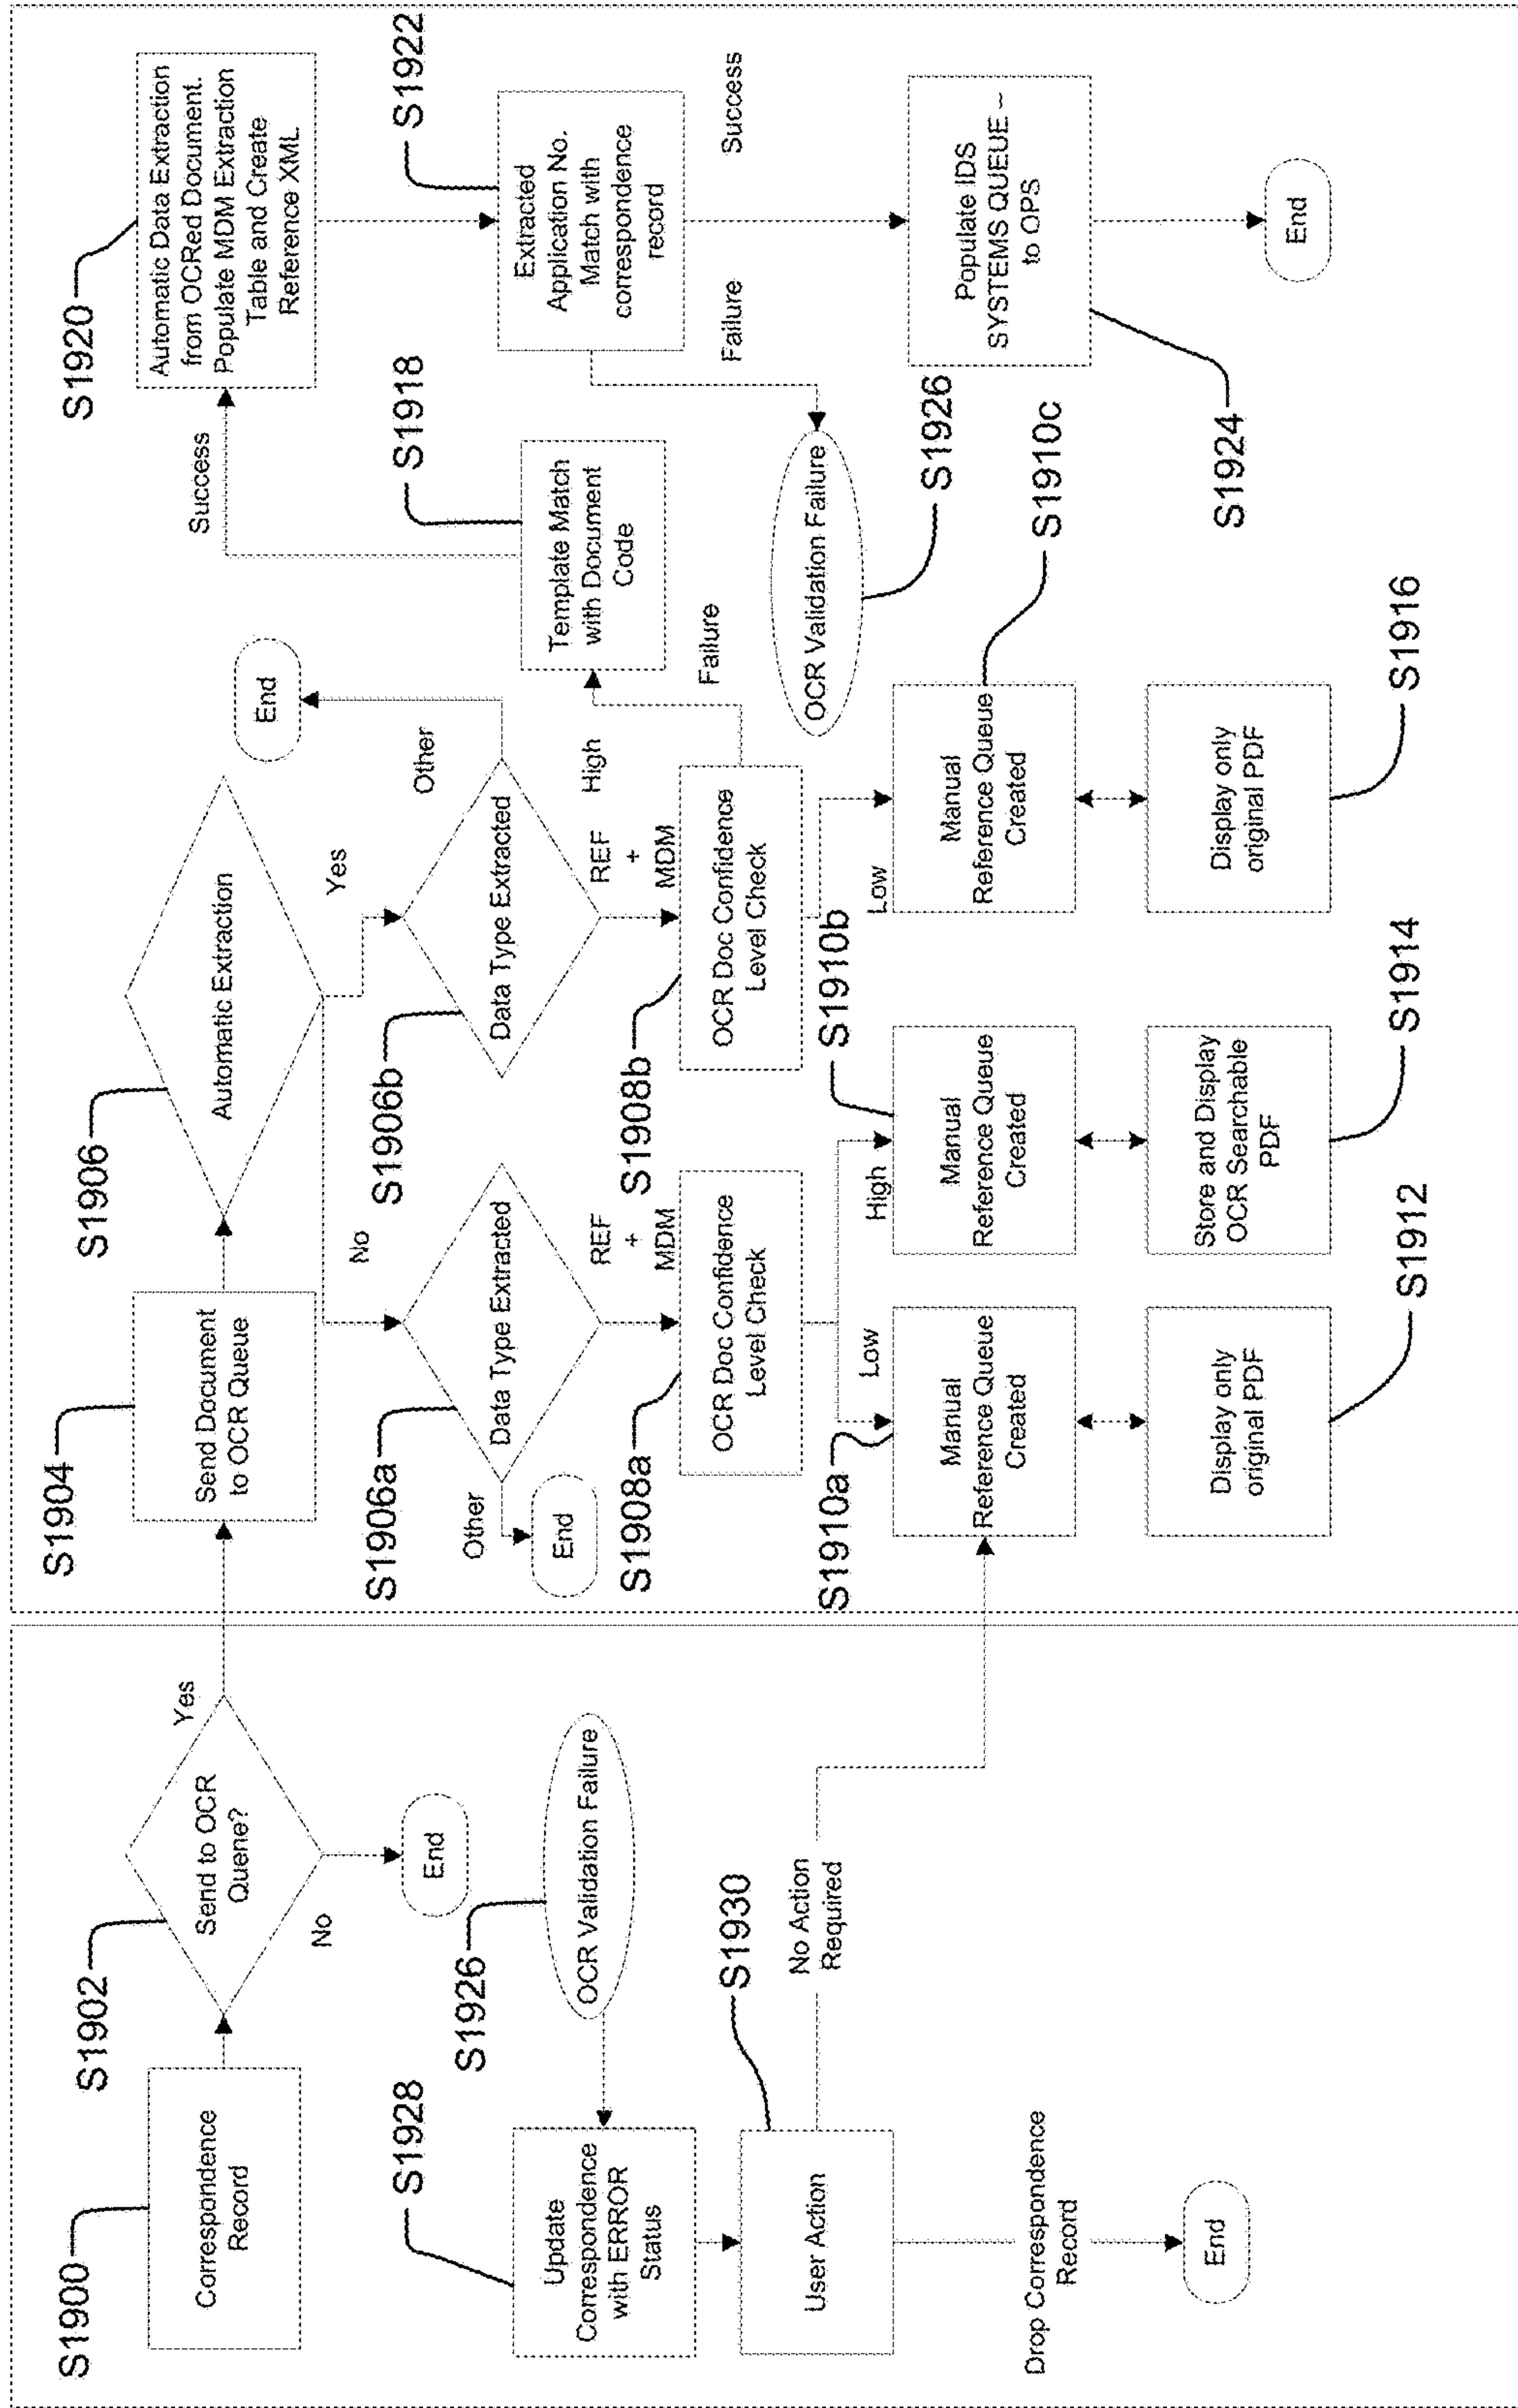 S1900
Correspondence
Record
S1902
Send to OCR
Quene?
Yes
No
End
S1926
OCR Validation Failure
S1928
Update
Correspondence
with ERROR
Status
S1930
User Action
No Action
Required
Drop Correspondence
Record
End
S1904
Send Document
to OCR Queue
S1906
Automatic Extraction
No
Yes
S1906a
Data Type Extracted
Other
End
REF
+
MDM
S1906b
Data Type Extracted
Other
End
REF
+
MDM
S1908a
OCR Doc Confidence
Level Check
Low
High
S1908b
OCR Doc Confidence
Level Check
High
Low
Failure
S1910a
Manual
Reference Queue
Created
S1910b
Manual
Reference Queue
Created
S1910c
Manual
Reference Queue
Created
Display only
original PDF
S1912
Store and Display
OCR Searchable
PDF
S1914
Display only
original PDF
S1916
S1918
Template Match
with Document
Code
Success
S1920
Automatic Data Extraction
from OCRed Document.
Populate MDM Extraction
Table and Create
Reference XML
S1922
Extracted
Application No.
Match with
correspondence
record
Failure
Success
OCR Validation Failure
S1926
Populate IDS
SYSTEMS QUEUE ~
to OPS
S1924
End